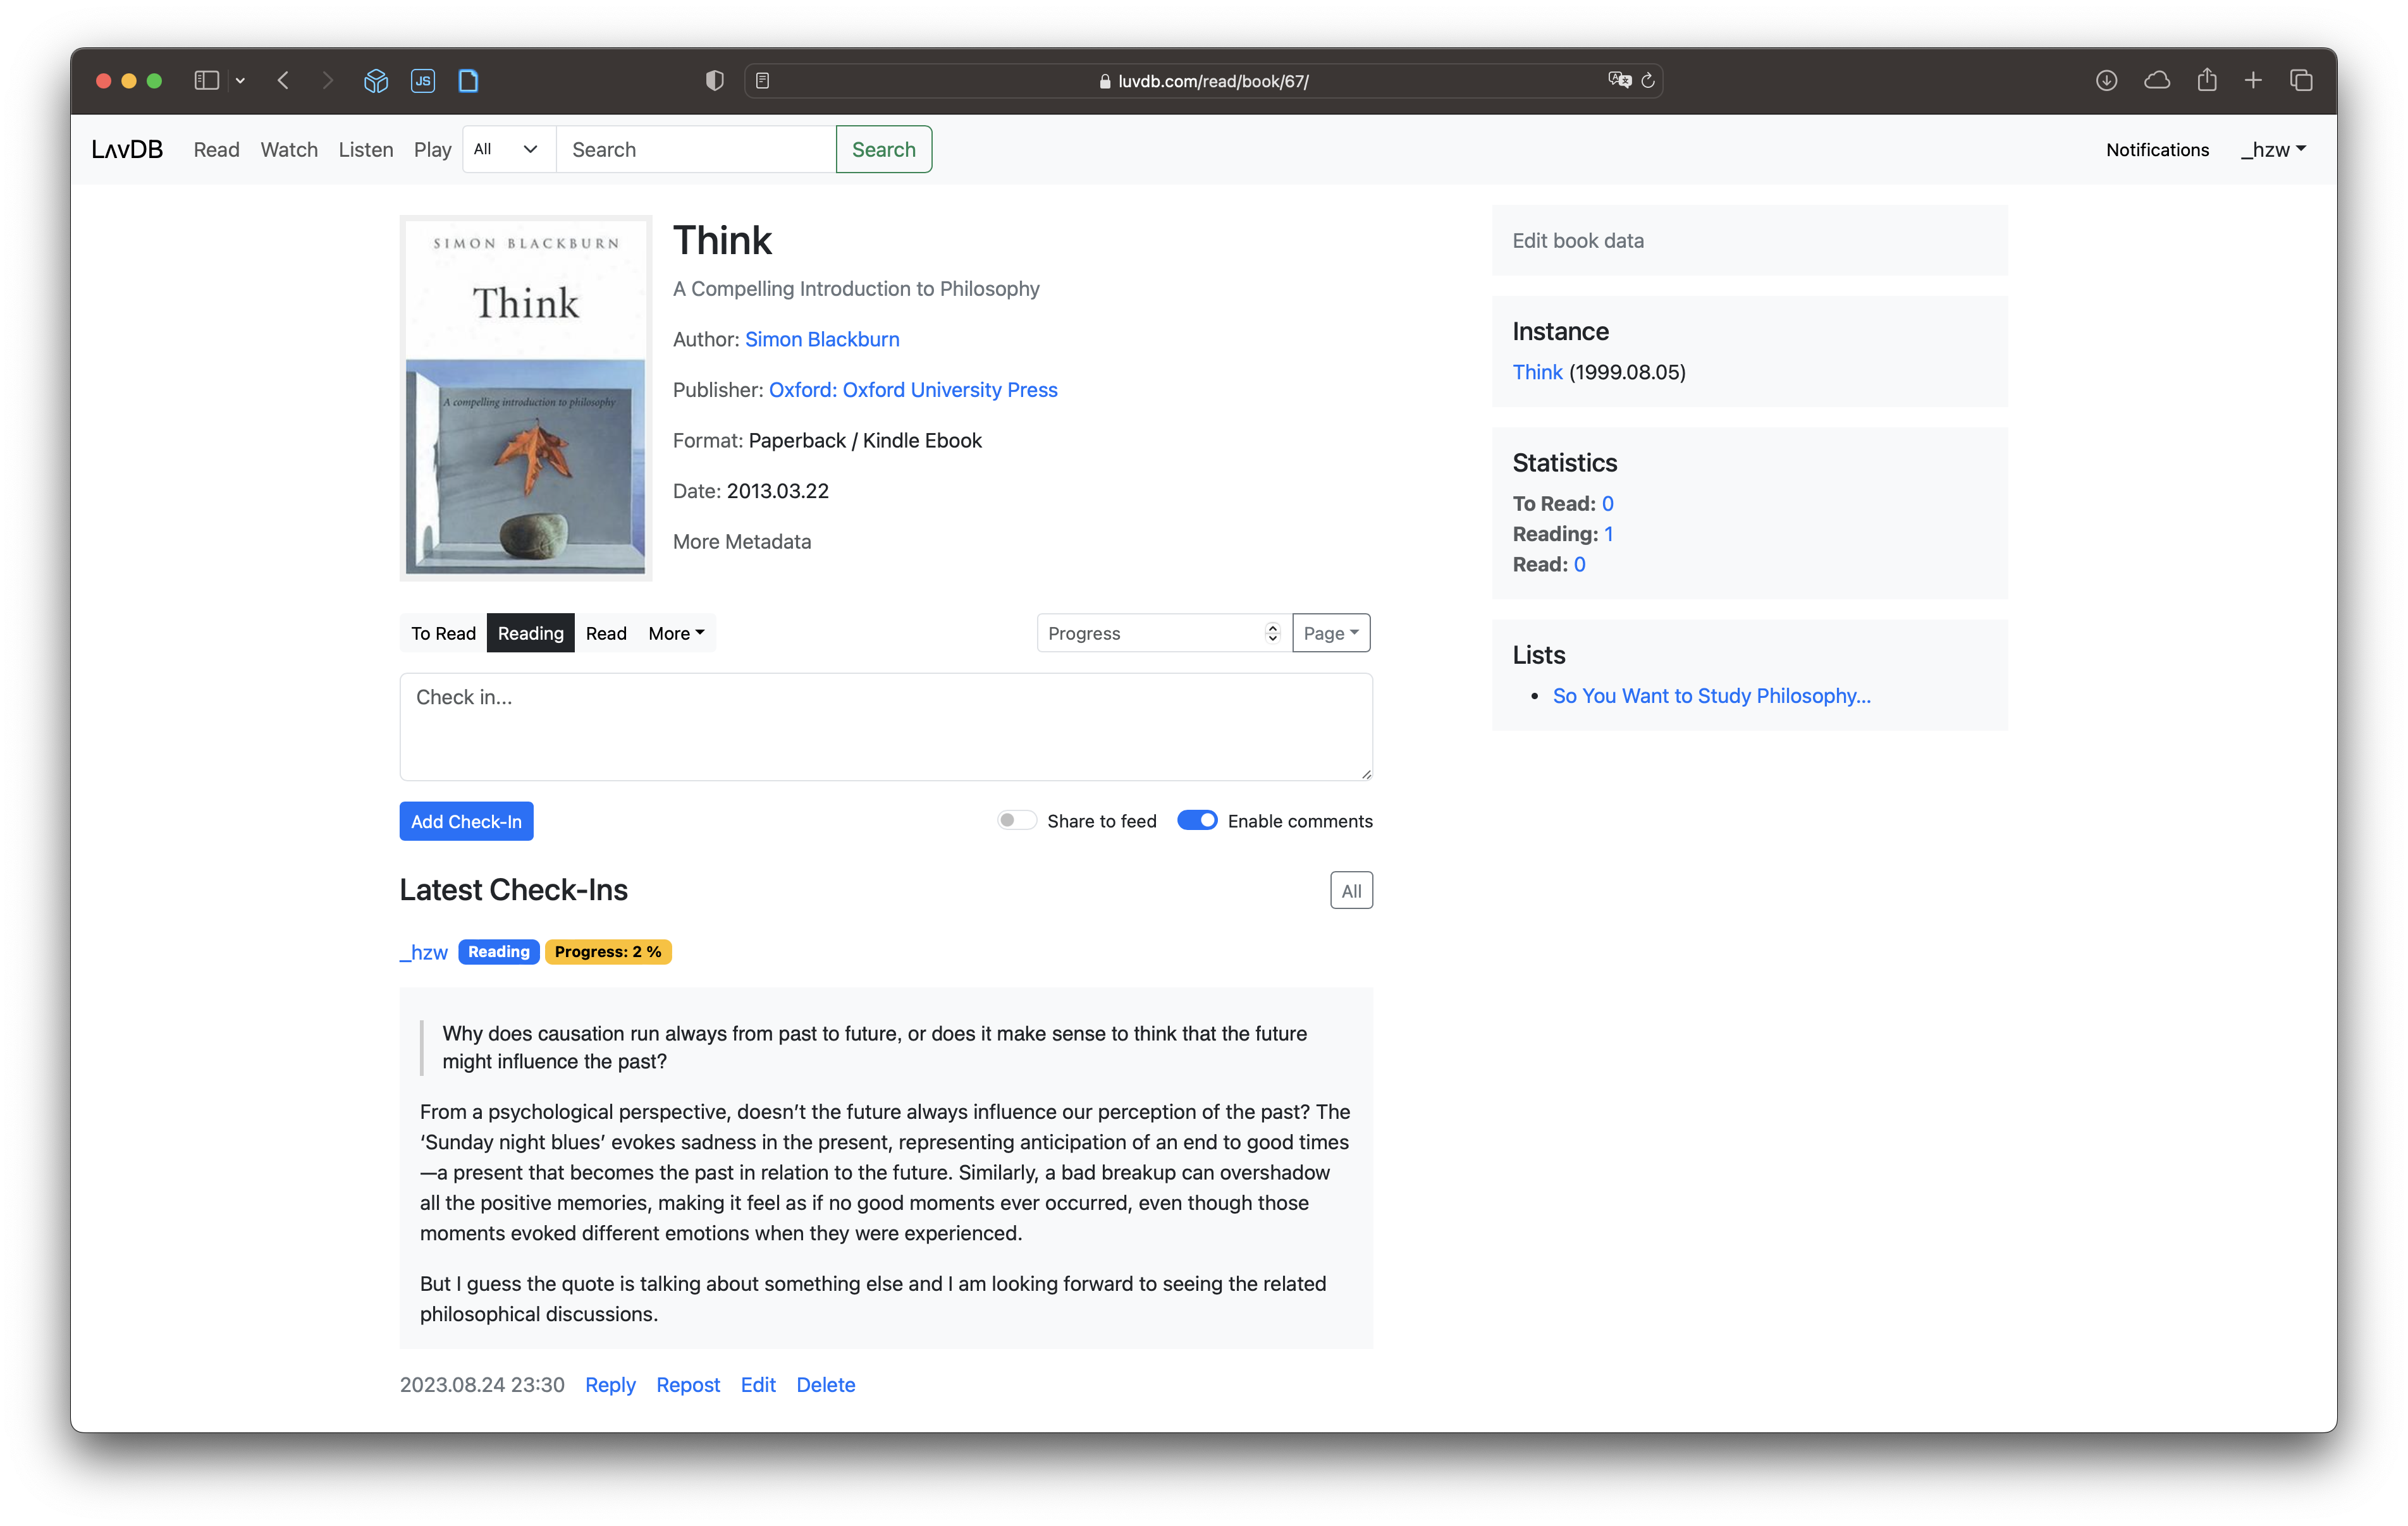 luvdb.com/read/book/67/
LʌvDB Read Watch Listen Play All Search Search Notifications _hzw
SIMON BLACKBURN
Think
A compelling introduction to philosophy
Think
A Compelling Introduction to Philosophy
Author: Simon Blackburn
Publisher: Oxford: Oxford University Press
Format: Paperback / Kindle Ebook
Date: 2013.03.22
More Metadata
To Read Reading Read More Progress Page
Check in...
Add Check-In Share to feed Enable comments
Latest Check-Ins All
_hzw Reading Progress: 2 %
Why does causation run always from past to future, or does it make sense to think that the future
might influence the past?
From a psychological perspective, doesn’t the future always influence our perception of the past? The
‘Sunday night blues’ evokes sadness in the present, representing anticipation of an end to good times
—a present that becomes the past in relation to the future. Similarly, a bad breakup can overshadow
all the positive memories, making it feel as if no good moments ever occurred, even though those
moments evoked different emotions when they were experienced.
But I guess the quote is talking about something else and I am looking forward to seeing the related
philosophical discussions.
2023.08.24 23:30 Reply Repost Edit Delete
Edit book data
Instance
Think (1999.08.05)
Statistics
To Read: 0
Reading: 1
Read: 0
Lists
• So You Want to Study Philosophy...